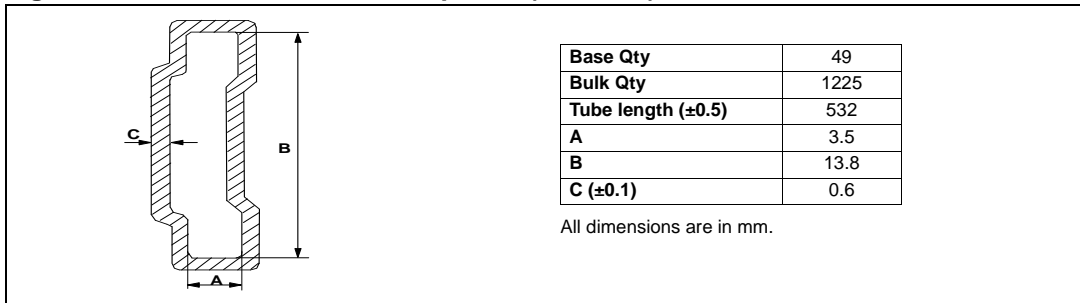 C
B
A
Base Qty 49
Bulk Qty 1225
Tube length (±0.5) 532
A 3.5
B 13.8
C (±0.1) 0.6
All dimensions are in mm.